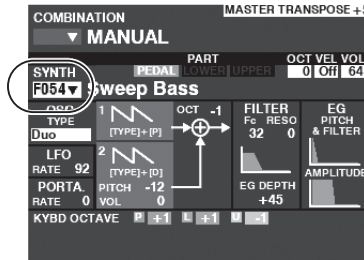 MASTER TRANSPOSE +5
COMBINATION
▼ MANUAL
PART OCT VEL VOL
SYNTH PEDAL LOWER UPPER 0 Off 64
F054▼ Sweep Bass
OSC 1 OCT -1 FILTER EG
TYPE Fc RESO PITCH
Duo [TYPE]+[P] 32 0 & FILTER
LFO 2
RATE 92 [TYPE]+[D] AMPLITUDE
PORTA. PITCH -12 EG DEPTH
RATE 0 VOL 0 +45
KYBD OCTAVE P +1 L +1 U -1